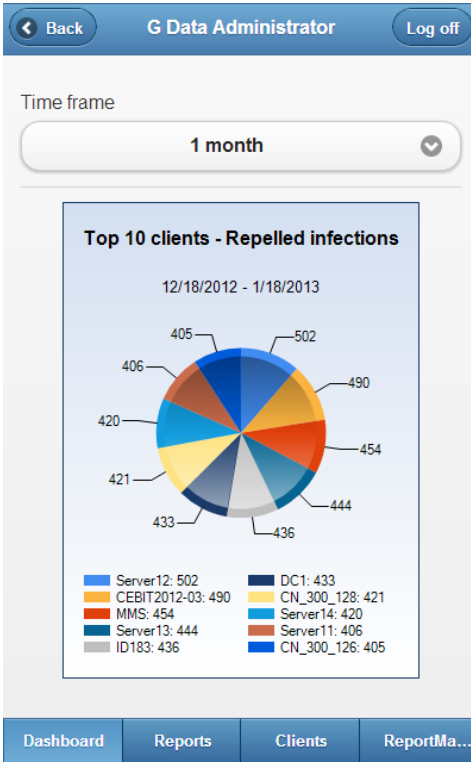 Back G Data Administrator Log off
Time frame
1 month
Top 10 clients - Repelled infections
12/18/2012 - 1/18/2013
405 502
406 490
420 454
421 444
433 436
Server12: 502 DC1: 433
CEBIT2012-03: 490 CN_300_128: 421
MMS: 454 Server14: 420
Server13: 444 Server11: 406
ID183: 436 CN_300_126: 405
Dashboard Reports Clients ReportMa...